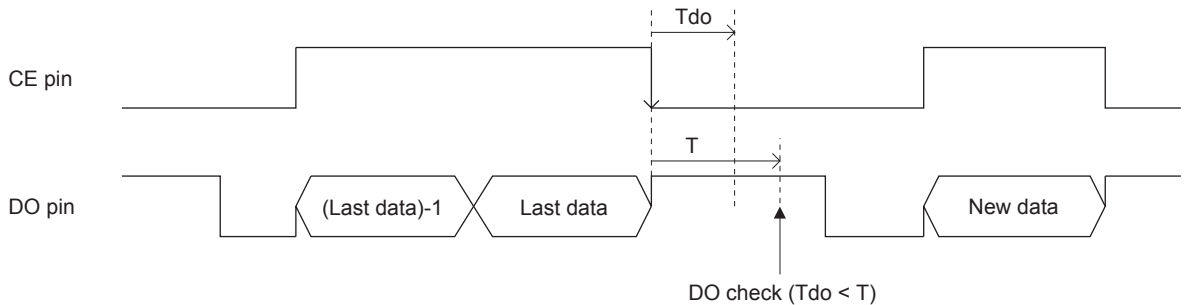 Tdo
CE pin
T
DO pin
(Last data)-1
Last data
New data
DO check (Tdo < T)